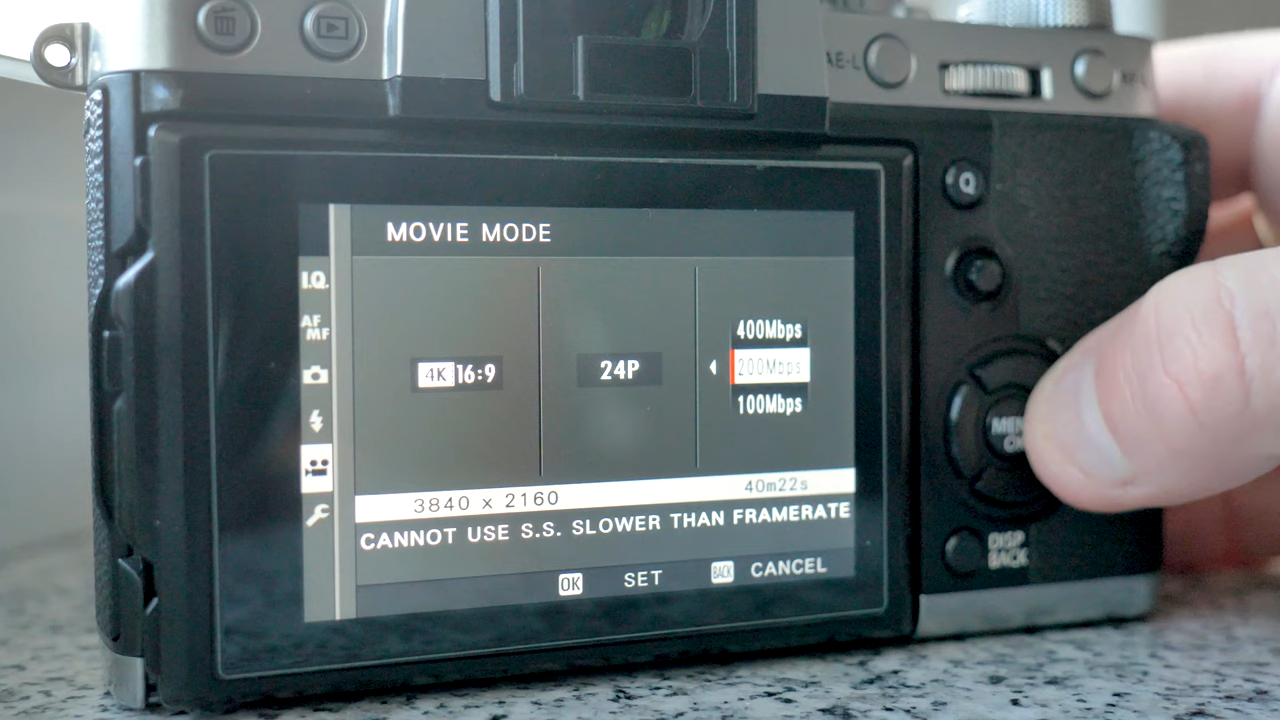 AE-L
Q
MOVIE MODE
I.Q.
AF
MF
400Mbps
4K 16:9
24P
200Mbps
100Mbps
3840 x 2160
40m22s
CANNOT USE S.S. SLOWER THAN FRAMERATE
OK SET
BACK CANCEL
DISP
BACK